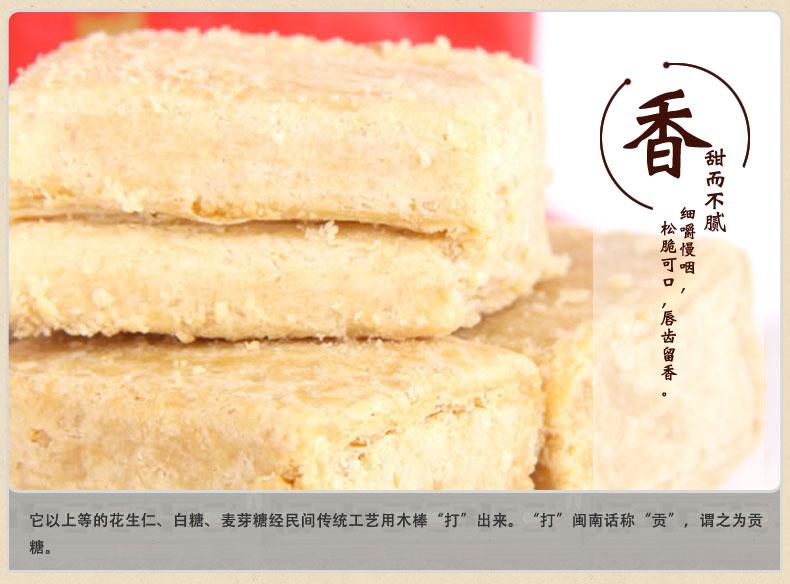 香
甜而不腻
细嚼慢咽，
松脆可口，唇齿留香。
它以上等的花生仁、白糖、麦芽糖经民间传统工艺用木棒“打”出来。“打”闽南话称“贡”，谓之为贡
糖。